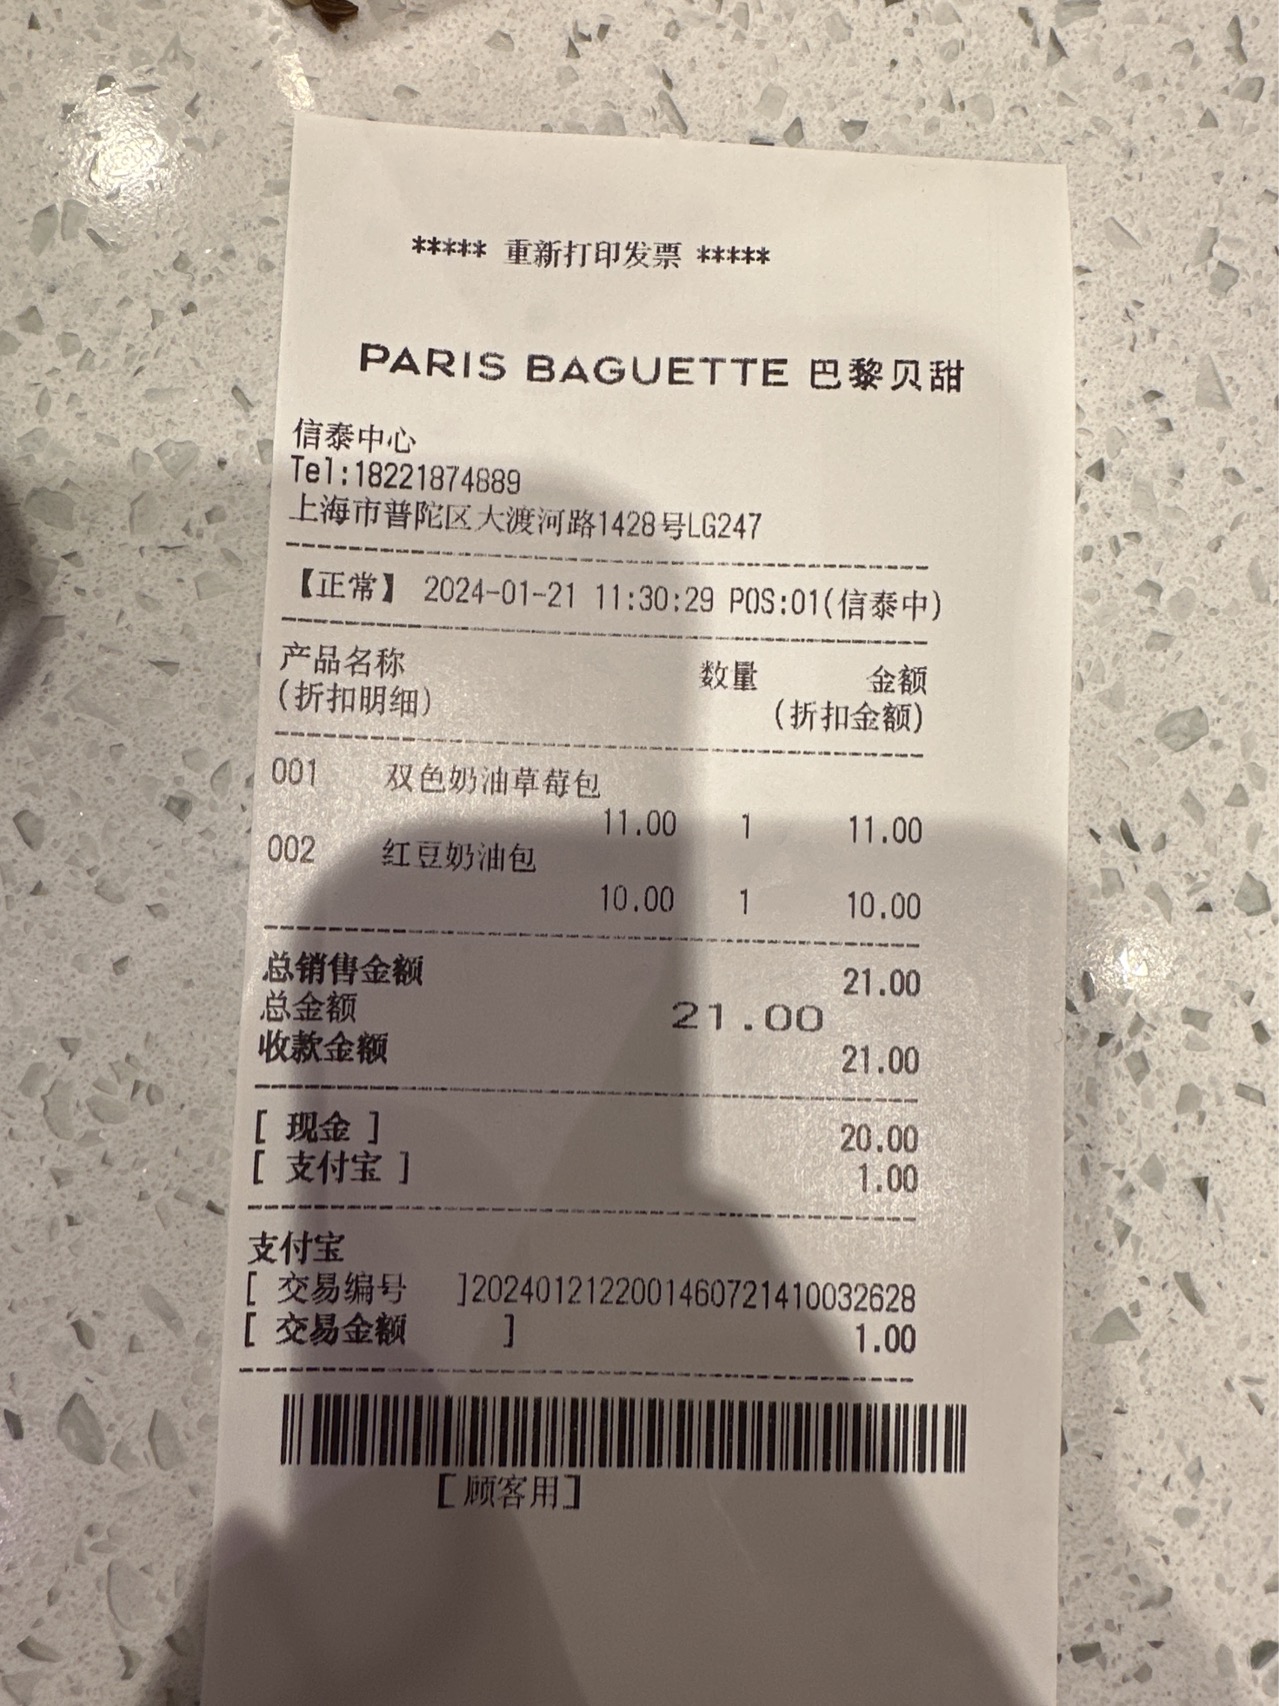 ***** 重新打印发票 *****
PARIS BAGUETTE 巴黎贝甜
信泰中心
Tel:18221874889
上海市普陀区大渡河路1428号LG247
【正常】 2024-01-21 11:30:29 POS:01(信泰中)
产品名称 数量 金额
(折扣明细) (折扣金额)
001 双色奶油草莓包
11.00 1 11.00
002 红豆奶油包
10.00 1 10.00
总销售金额 21.00
总金额 21.00
收款金额 21.00
[ 现金 ] 20.00
[ 支付宝 ] 1.00
支付宝
[ 交易编号 ]2024012122001460721410032628
[ 交易金额 ] 1.00
[顾客用]